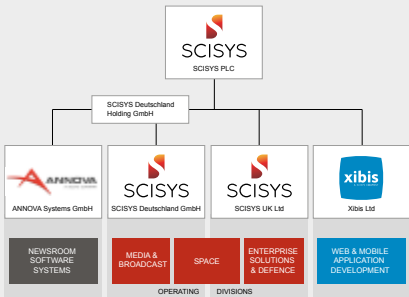 SCISYS
SCISYS PLC
SCISYS Deutschland
Holding GmbH
ANNOVA
ANNOVA Systems GmbH
SCISYS
SCISYS Deutschland GmbH
SCISYS
SCISYS UK Ltd
xibis
Xibis Ltd
NEWSROOM
SOFTWARE
SYSTEMS
MEDIA &
BROADCAST
SPACE
ENTERPRISE
SOLUTIONS
& DEFENCE
WEB & MOBILE
APPLICATION
DEVELOPMENT
OPERATING DIVISIONS